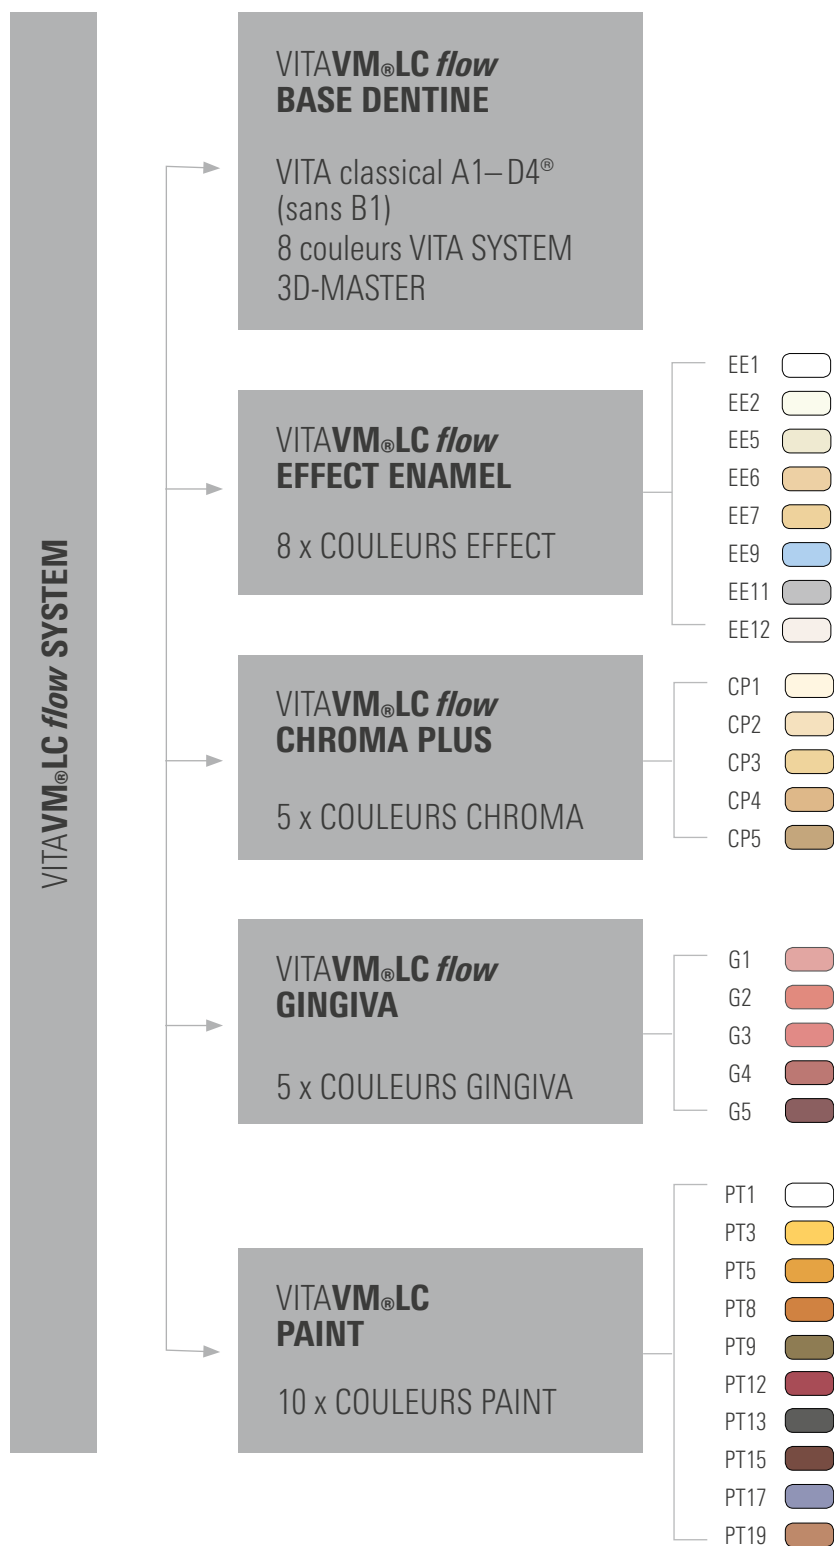 VITAVM®LC flow SYSTEM
VITAVM®LC flow
BASE DENTINE
VITA classical A1–D4®
(sans B1)
8 couleurs VITA SYSTEM
3D-MASTER
VITAVM®LC flow
EFFECT ENAMEL
8 x COULEURS EFFECT
EE1
EE2
EE5
EE6
EE7
EE9
EE11
EE12
VITAVM®LC flow
CHROMA PLUS
5 x COULEURS CHROMA
CP1
CP2
CP3
CP4
CP5
VITAVM®LC flow
GINGIVA
5 x COULEURS GINGIVA
G1
G2
G3
G4
G5
VITAVM®LC
PAINT
10 x COULEURS PAINT
PT1
PT3
PT5
PT8
PT9
PT12
PT13
PT15
PT17
PT19